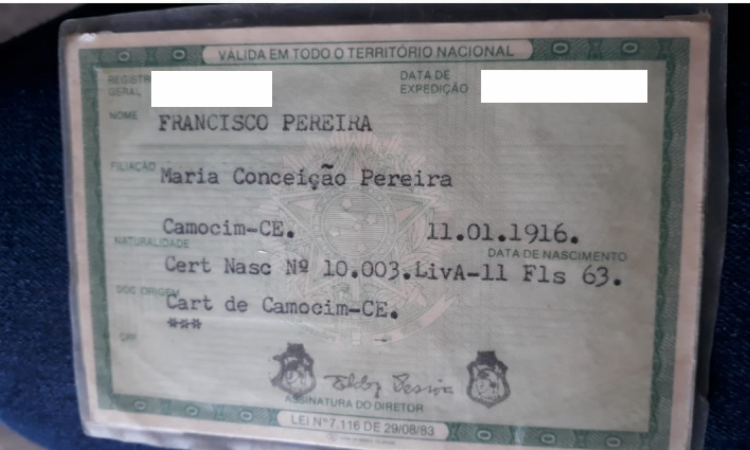 VÁLIDA EM TODO O TERRITÓRIO NACIONAL
REGISTRO GERAL
DATA DE EXPEDIÇÃO
NOME FRANCISCO PEREIRA
FILIAÇÃO Maria Conceição Pereira
Camocim-CE. 11.01.1916.
NATURALIDADE DATA DE NASCIMENTO
Cert Nasc Nº 10.003.LivA-11 Fls 63.
DOC ORIGEM Cart de Camocim-CE.
***
CPF
ASSINATURA DO DIRETOR
LEI Nº 7.116 DE 29/08/83